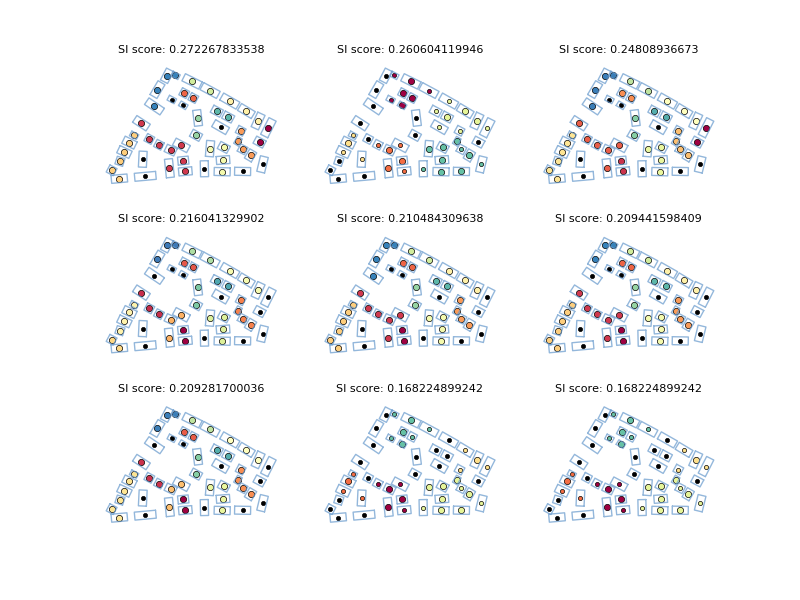 SI score: 0.272267833538
SI score: 0.260604119946
SI score: 0.24808936673
SI score: 0.216041329902
SI score: 0.210484309638
SI score: 0.209441598409
SI score: 0.209281700036
SI score: 0.168224899242
SI score: 0.168224899242